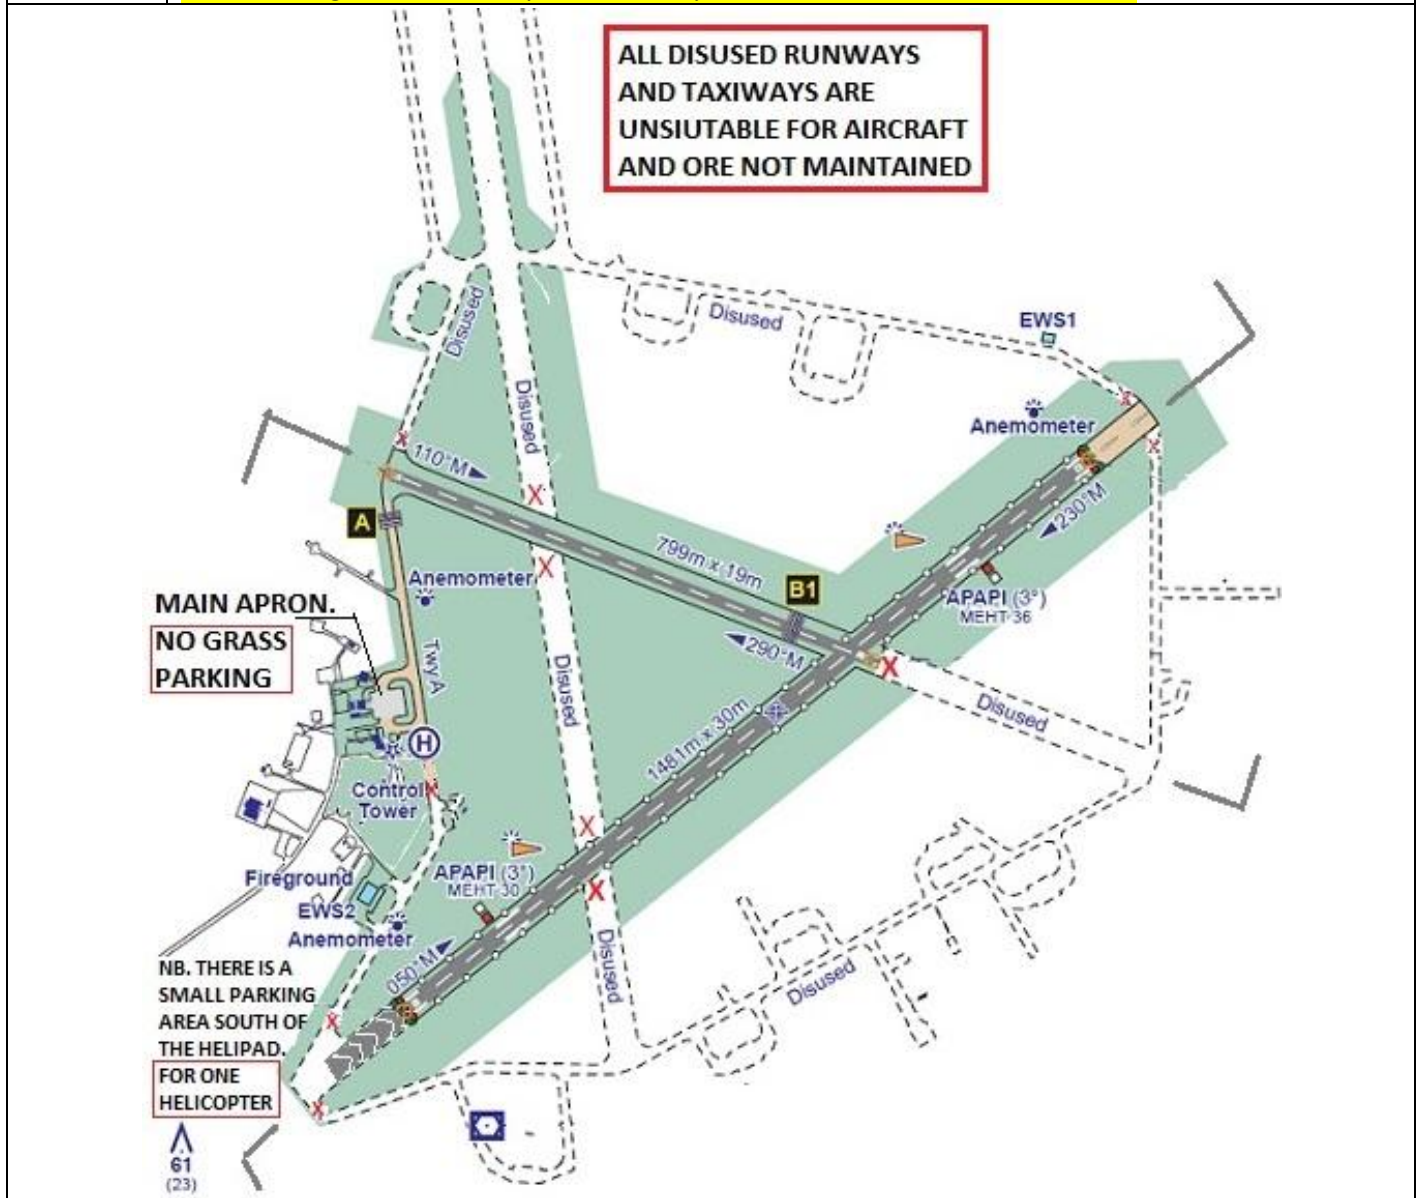 ALL DISUSED RUNWAYS
AND TAXIWAYS ARE
UNSIUTABLE FOR AIRCRAFT
AND ORE NOT MAINTAINED
Disused
Disused
EWS1
Disused
Anemometer
110°M
230°M
A
799m x 19m
Anemometer
B1
APAPI (3°)
MEHT 36
MAIN APRON.
NO GRASS
PARKING
290°M
Twy A
Disused
Disused
1481m x 30m
H
Control
Tower
APAPI (3°)
MEHT 30
Fireground
EWS2
Anemometer
050°M
Disused
Disused
NB. THERE IS A
SMALL PARKING
AREA SOUTH OF
THE HELIPAD.
FOR ONE
HELICOPTER
61
(23)